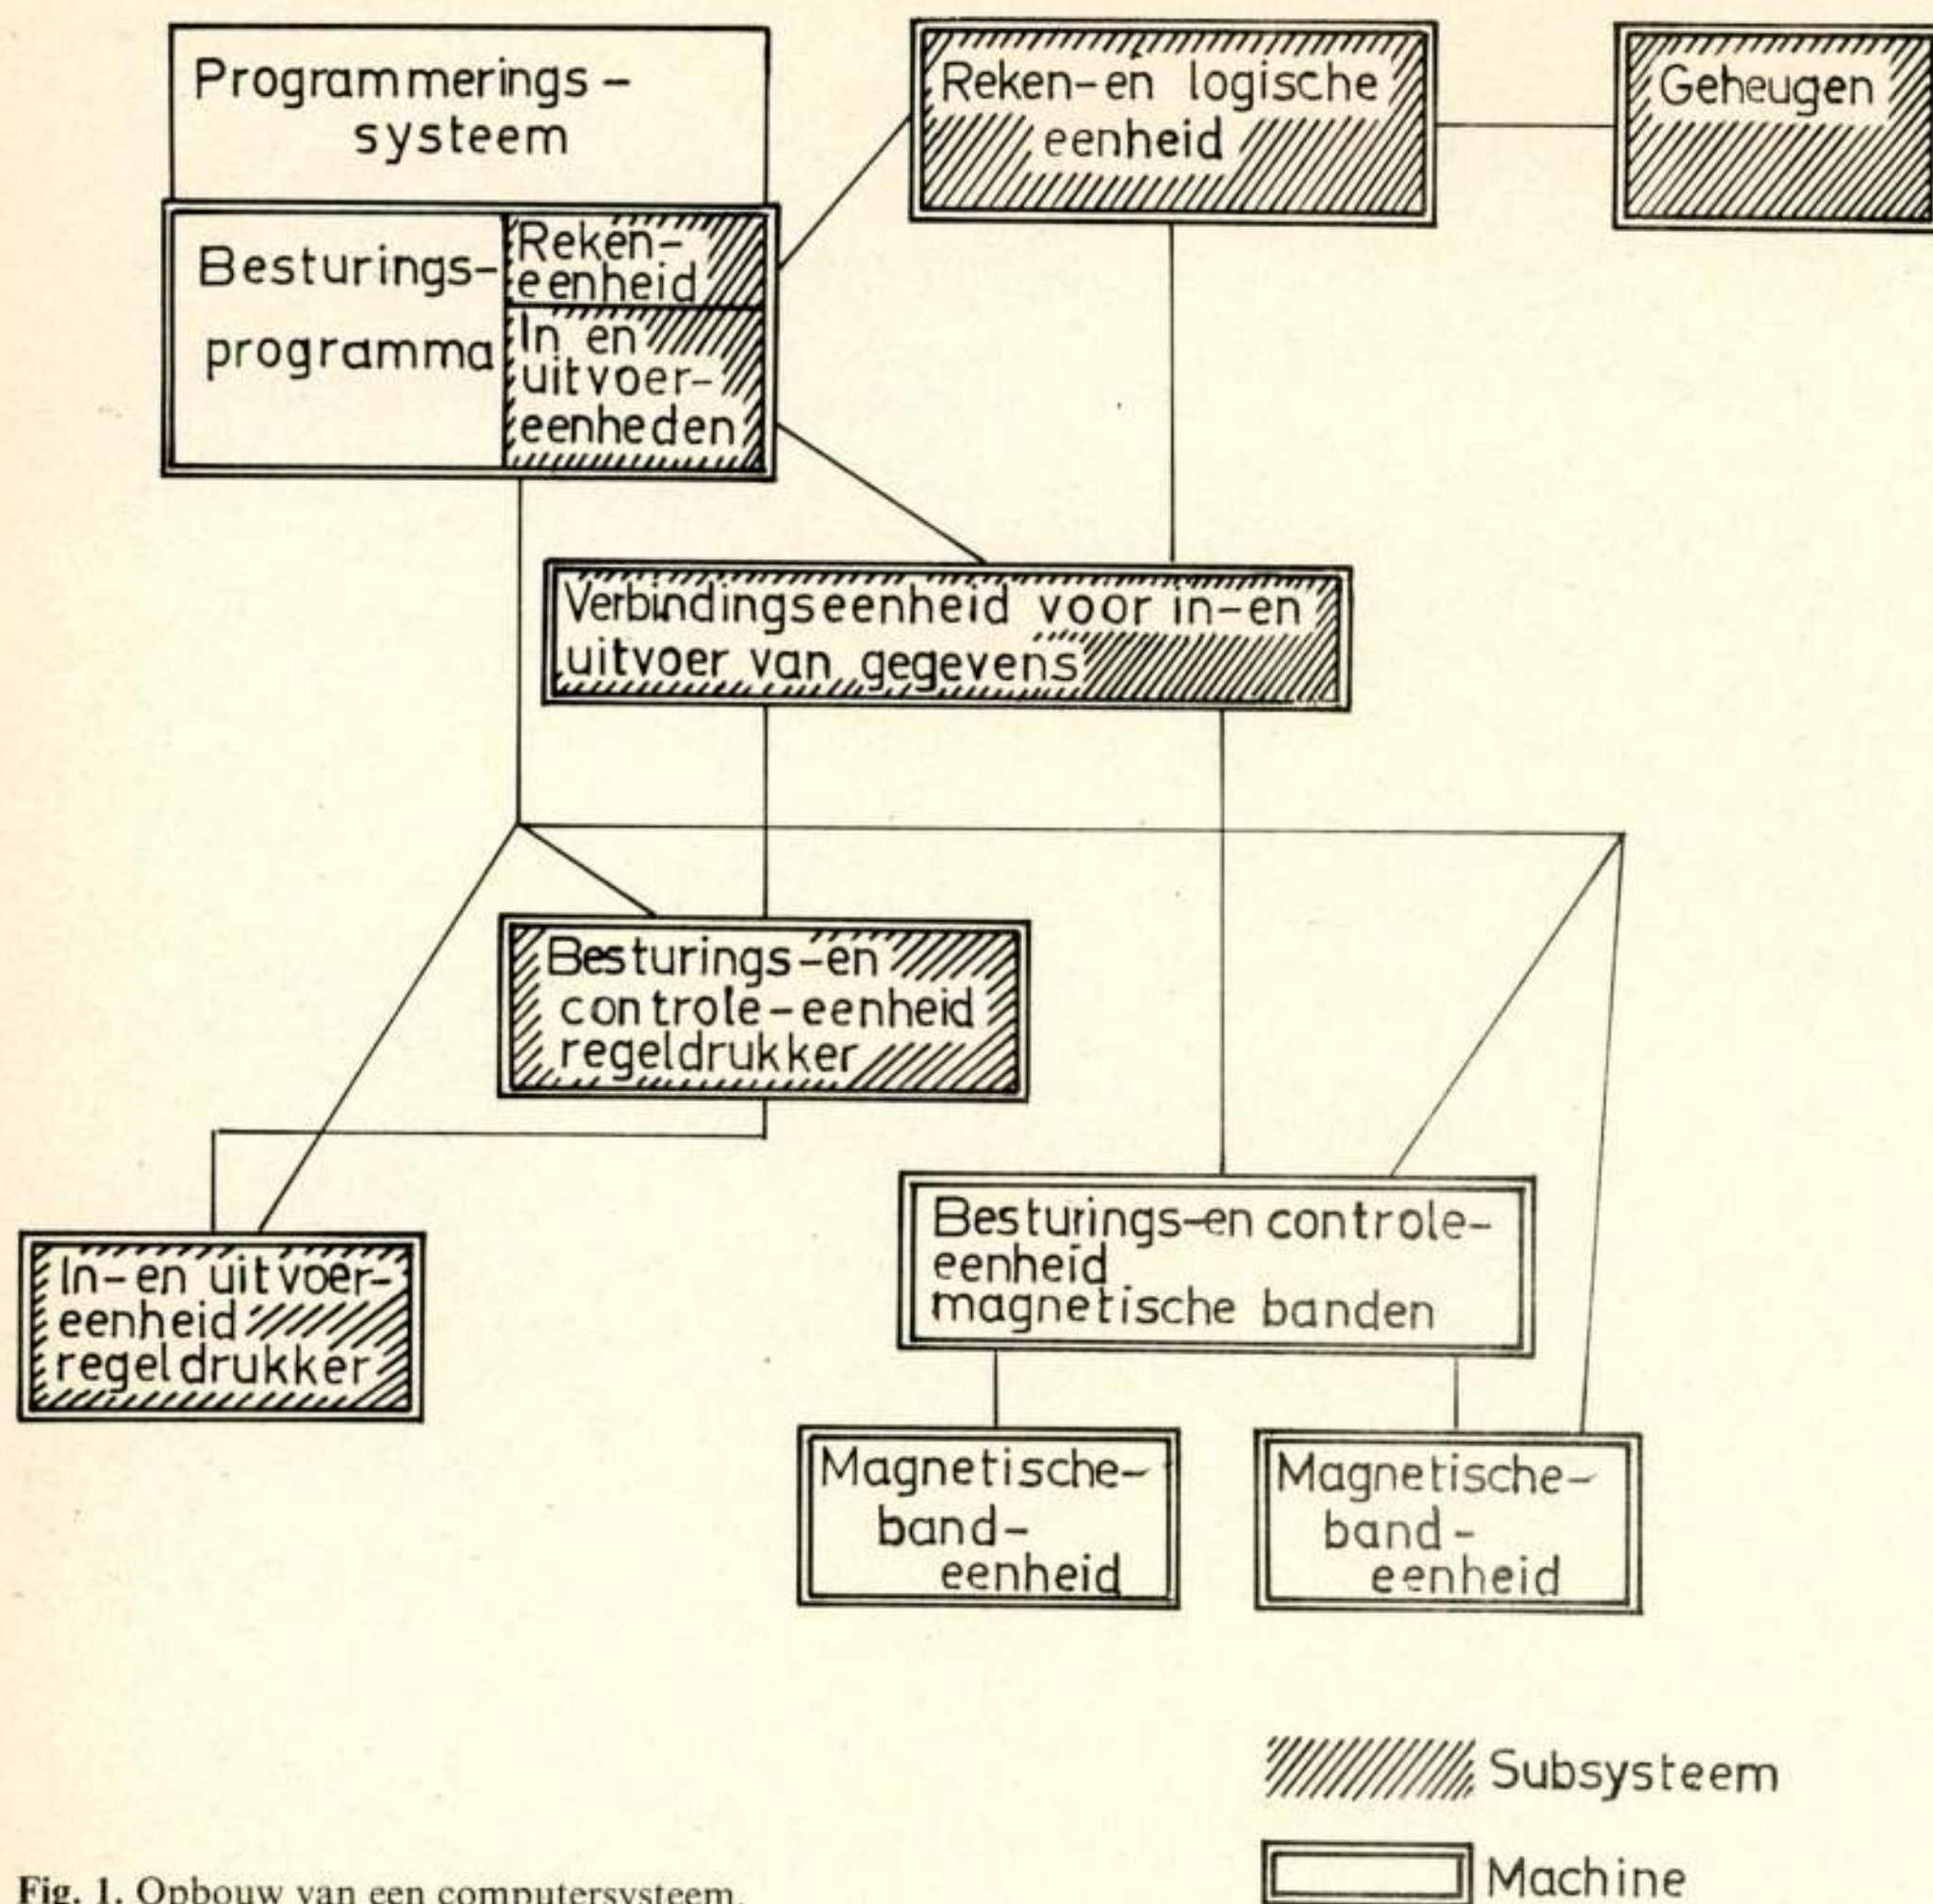 Programmerings-
systeem
Besturings-
programma
Reken-
eenheid
In en
uitvoer-
eenheden
Reken-en logische
eenheid
Geheugen
Verbindingseenheid voor in-en
uitvoer van gegevens
Besturings-en
controle-eenheid
regeldrukker
In-en uitvoer-
eenheid
regeldrukker
Besturings-en controle-
eenheid
magnetische banden
Magnetische-
band-
eenheid
Magnetische-
band-
eenheid
Subsysteem
Machine
Fig. 1. Opbouw van een computersysteem.